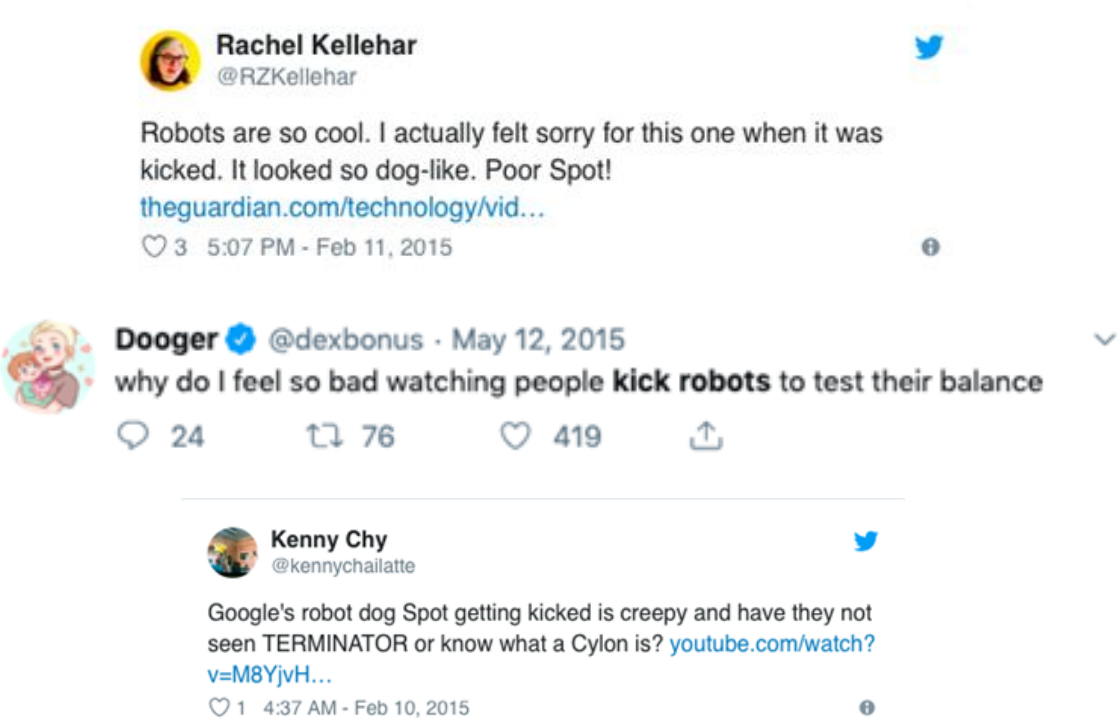 Rachel Kellehar
@RZKellehar
Robots are so cool. I actually felt sorry for this one when it was
kicked. It looked so dog-like. Poor Spot!
theguardian.com/technology/vid...
3 5:07 PM - Feb 11, 2015
Dooger @dexbonus · May 12, 2015
why do I feel so bad watching people kick robots to test their balance
24 76 419
Kenny Chy
@kennychailatte
Google's robot dog Spot getting kicked is creepy and have they not
seen TERMINATOR or know what a Cylon is? youtube.com/watch?
v=M8YjvH...
1 4:37 AM - Feb 10, 2015